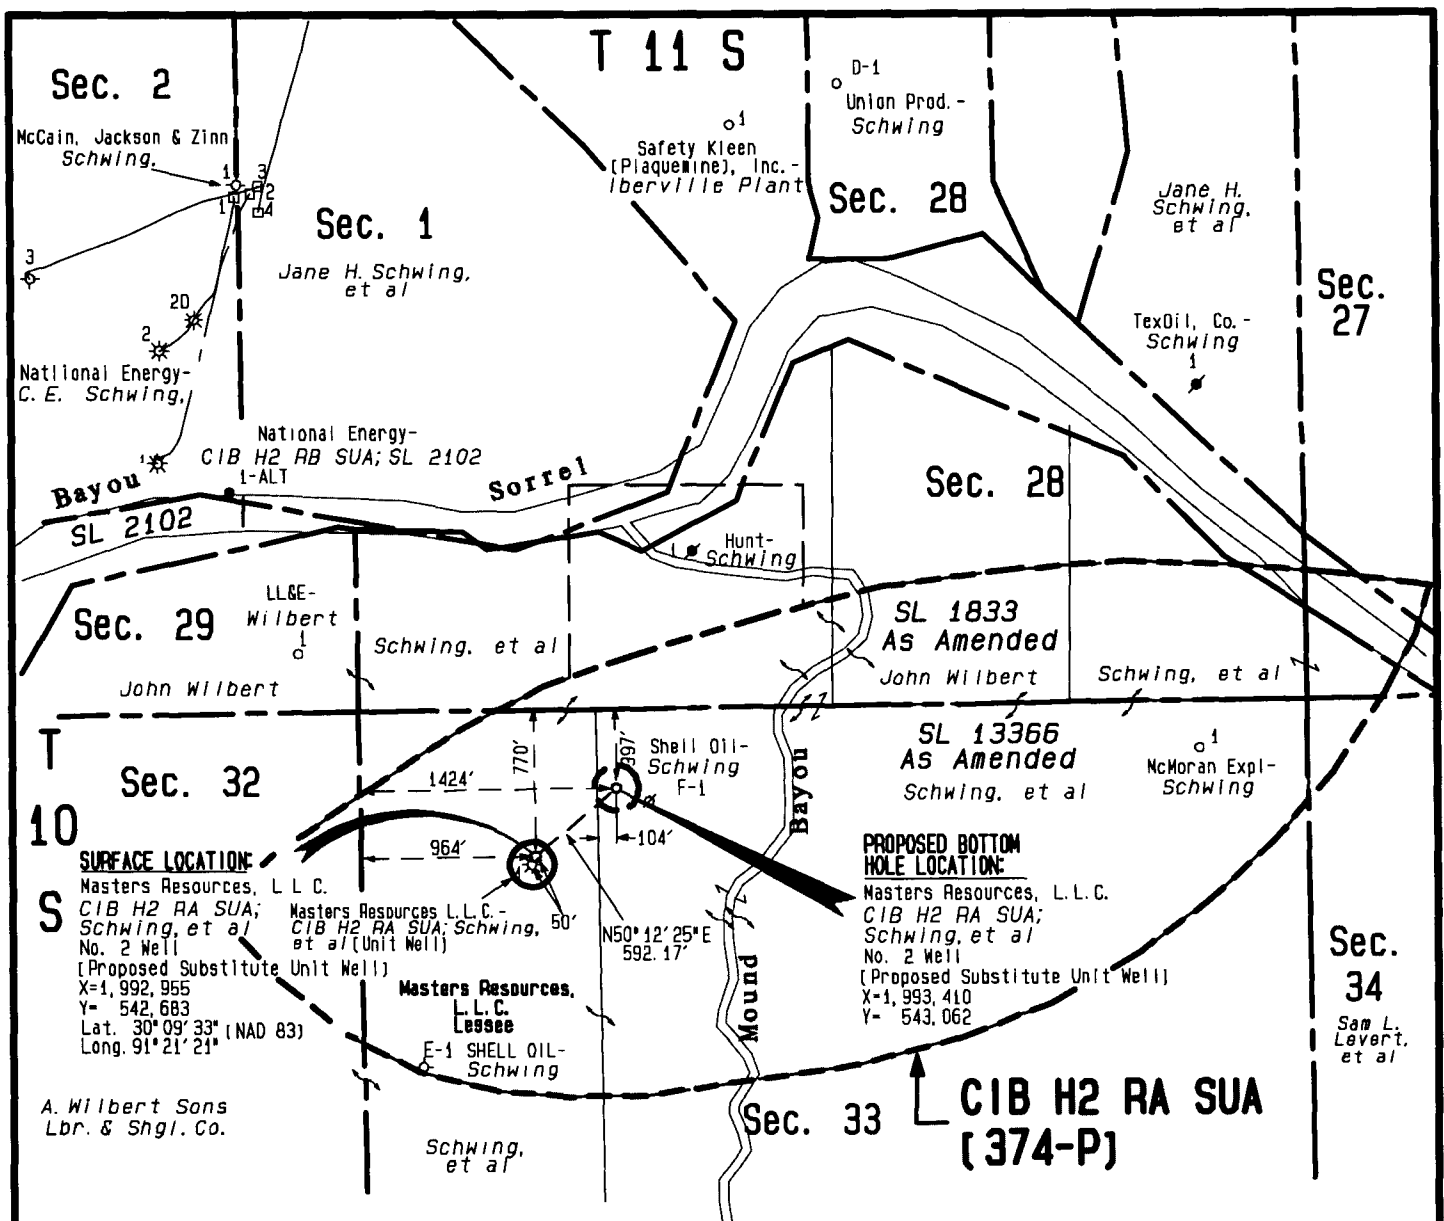 T 11 S
Sec. 2
McCain, Jackson & Zinn
Schwing,
1
3
1
2
4
3
2D
2
Natlional Energy-
C. E. Schwing,
1
Sec. 1
Jane H. Schwing,
et al
1
Safety Kleen
(Plaquemine), Inc.-
Iberville Plant
D-1
Union Prod.-
Schwing
Sec. 28
Jane H.
Schwing,
et al
Sec.
27
TexOil, Co.-
Schwing
1
National Energy-
CIB H2 RB SUA; SL 2102
1-ALT
Bayou
Sorrel
SL 2102
Sec. 28
1
Hunt-
Schwing
Sec. 29
LL&E-
Wilbert
1
John Wilbert
Schwing, et al
SL 1833
As Amended
John Wilbert
Schwing, et al
T
10
S
Sec. 32
770'
397'
1424'
964'
104'
50'
N50°12'25"E
592.17'
Shell Oil-
Schwing
F-1
SL 13366
As Amended
Schwing, et al
1
McMoran Expl-
Schwing
Bayou
Mound
SURFACE LOCATION:
Masters Resources, L L C.
CIB H2 RA SUA;
Schwing, et al
No. 2 Well
(Proposed Substitute Unit Well)
X=1,992,955
Y= 542,683
Lat. 30°09'33" (NAD 83)
Long. 91°21'21"
Masters Resources L.L.C.-
CIB H2 RA SUA; Schwing,
et al (Unit Well)
Masters Resources,
L.L.C.
Lessee
E-1 SHELL OIL-
Schwing
PROPOSED BOTTOM
HOLE LOCATION:
Masters Resources, L.L.C.
CIB H2 RA SUA;
Schwing, et al
No. 2 Well
(Proposed Substitute Unit Well)
X=1,993,410
Y= 543,062
Sec.
34
Sam L.
Levert,
et al
A. Wilbert Sons
Lbr. & Shgl. Co.
Schwing,
et al
Sec. 33
CIB H2 RA SUA
(374-P)